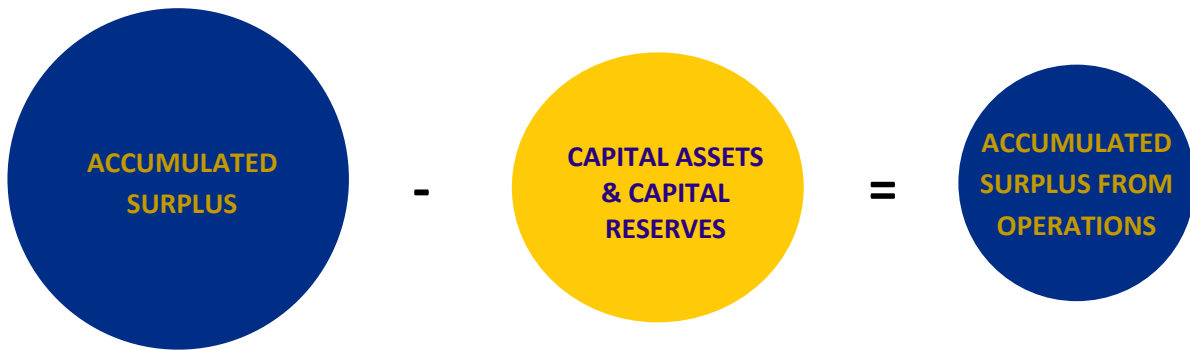 ACCUMULATED
SURPLUS
-
CAPITAL ASSETS
& CAPITAL
RESERVES
=
ACCUMULATED
SURPLUS FROM
OPERATIONS